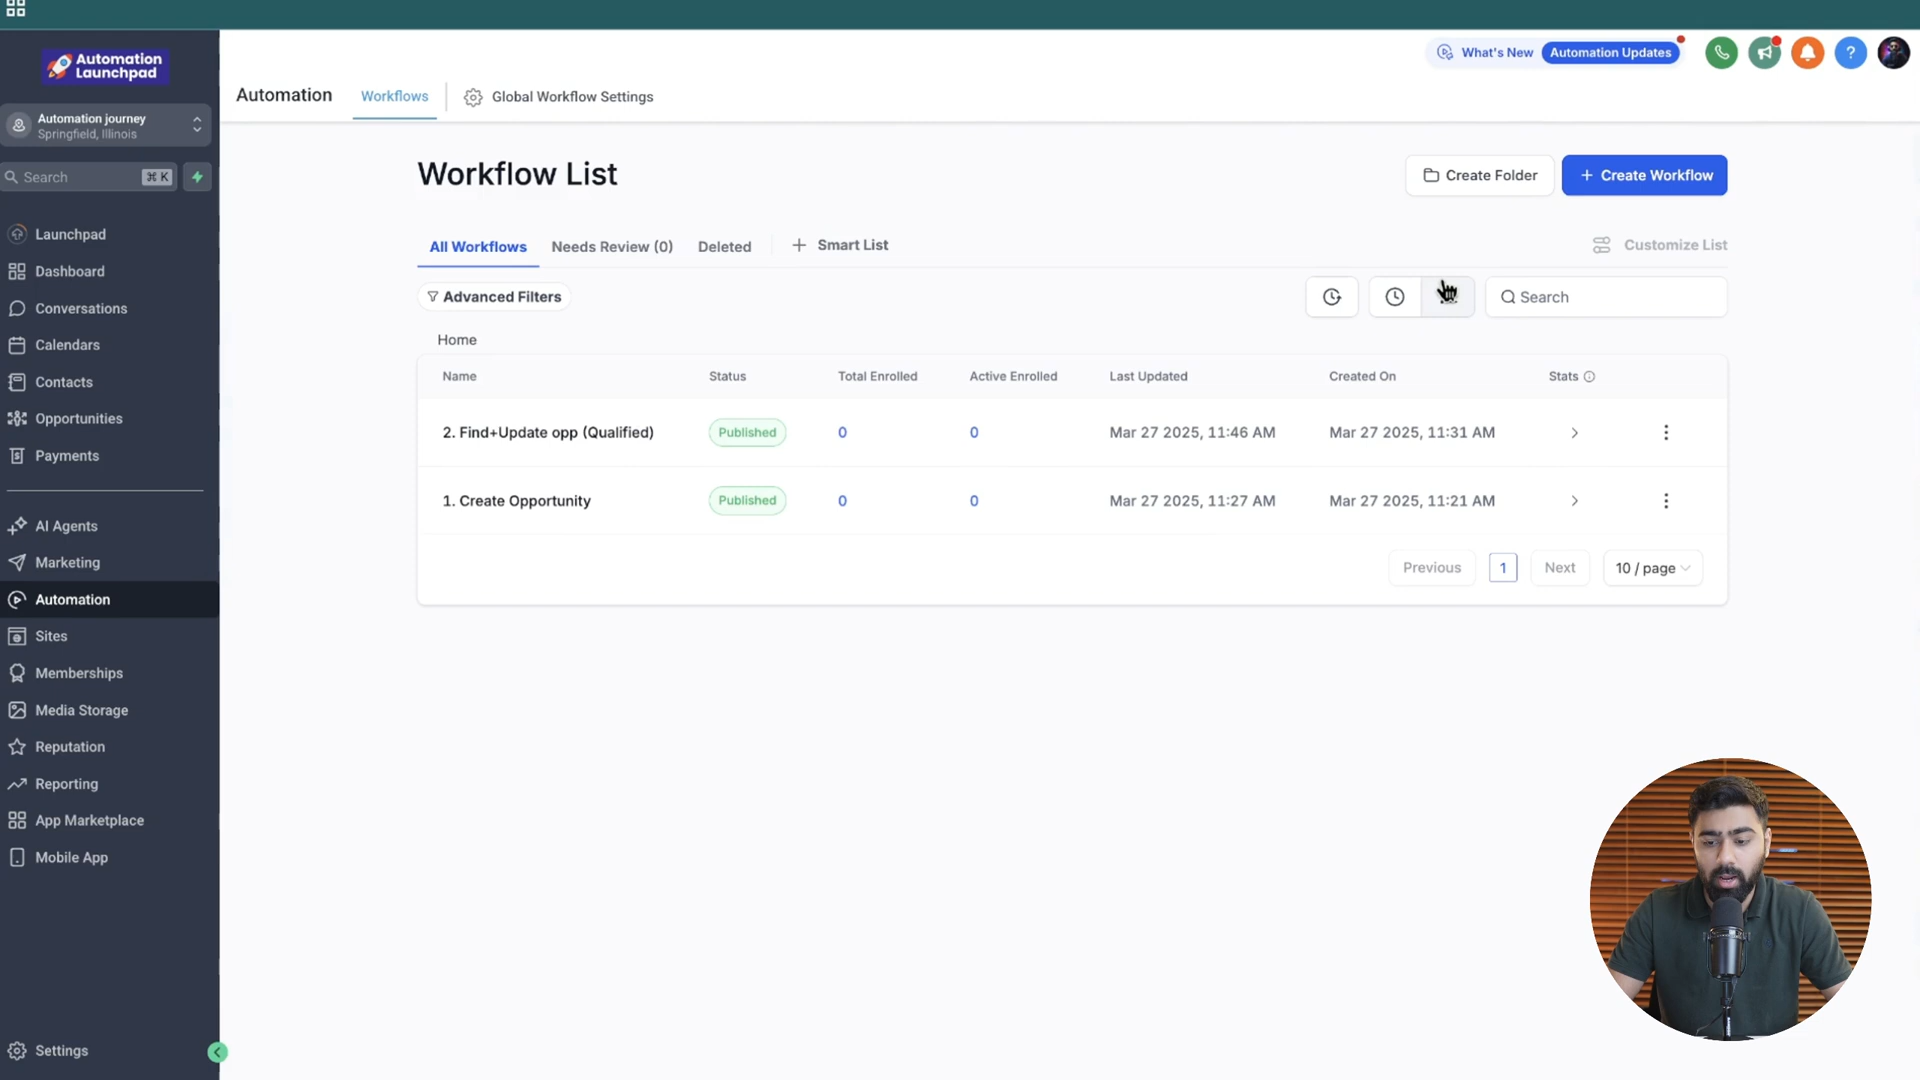 Automation
Launchpad
What's New
Automation Updates
Automation
Workflows
Global Workflow Settings
Automation journey
Springfield, Illinois
Search
⌘ K
Workflow List
Create Folder
+ Create Workflow
All Workflows
Needs Review (0)
Deleted
+ Smart List
Customize List
Advanced Filters
Search
Home
Name
Status
Total Enrolled
Active Enrolled
Last Updated
Created On
Stats
2. Find+Update opp (Qualified)
Published
0
0
Mar 27 2025, 11:46 AM
Mar 27 2025, 11:31 AM
1. Create Opportunity
Published
0
0
Mar 27 2025, 11:27 AM
Mar 27 2025, 11:21 AM
Previous
1
Next
10 / page
Launchpad
Dashboard
Conversations
Calendars
Contacts
Opportunities
Payments
AI Agents
Marketing
Automation
Sites
Memberships
Media Storage
Reputation
Reporting
App Marketplace
Mobile App
Settings